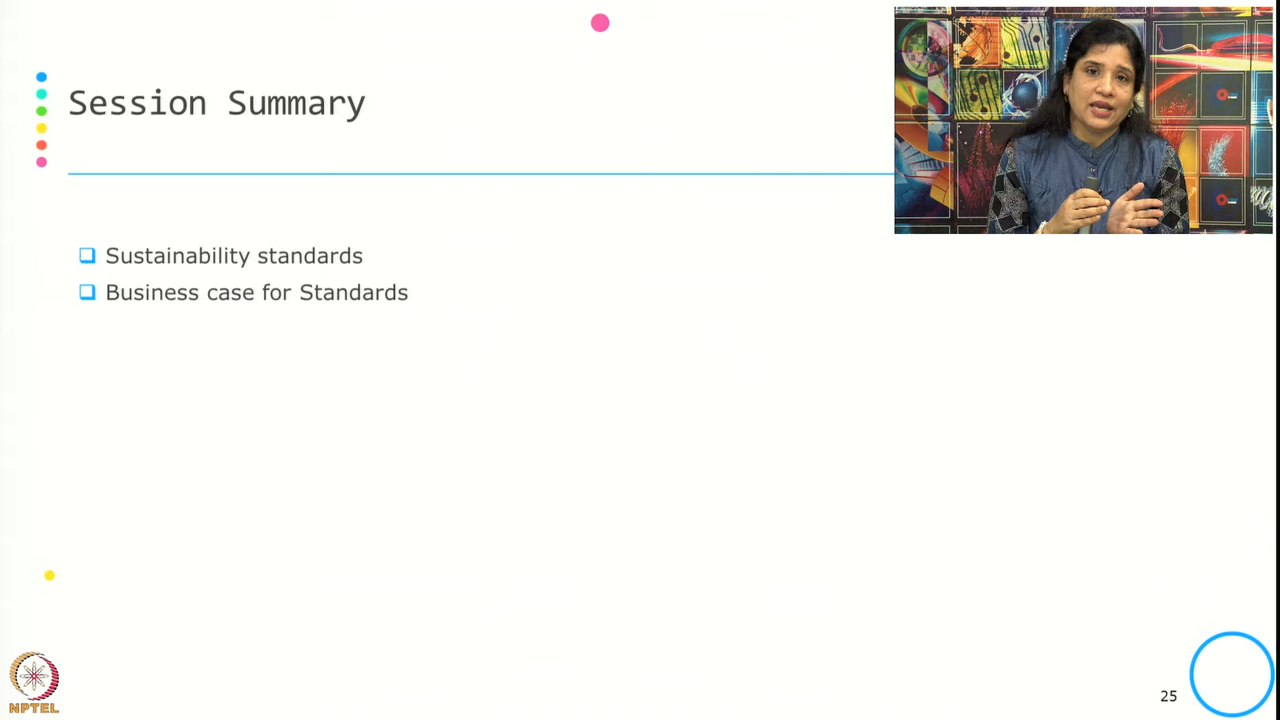 Session Summary
Sustainability standards
Business case for Standards
NPTEL
25